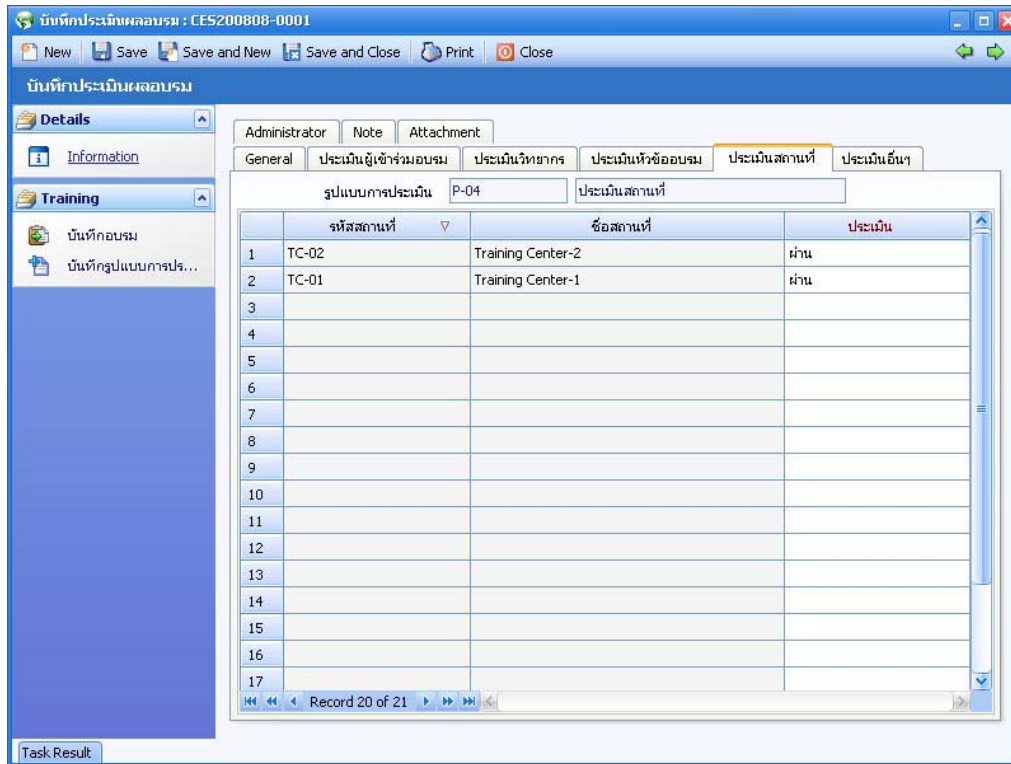 บันทึกประเมินผลอบรม : CES200808-0001
New Save Save and New Save and Close Print Close
บันทึกประเมินผลอบรม
Details
Information
Training
บันทึกอบรม
บันทึกรูปแบบการปร...
Administrator Note Attachment
General ประเมินผู้เข้าร่วมอบรม ประเมินวิทยากร ประเมินหัวข้ออบรม ประเมินสถานที่ ประเมินอื่นๆ
รูปแบบการประเมิน P-04 ประเมินสถานที่
รหัสสถานที่ ชื่อสถานที่ ประเมิน
1 TC-02 Training Center-2 ผ่าน
2 TC-01 Training Center-1 ผ่าน
3
4
5
6
7
8
9
10
11
12
13
14
15
16
17
Record 20 of 21
Task Result